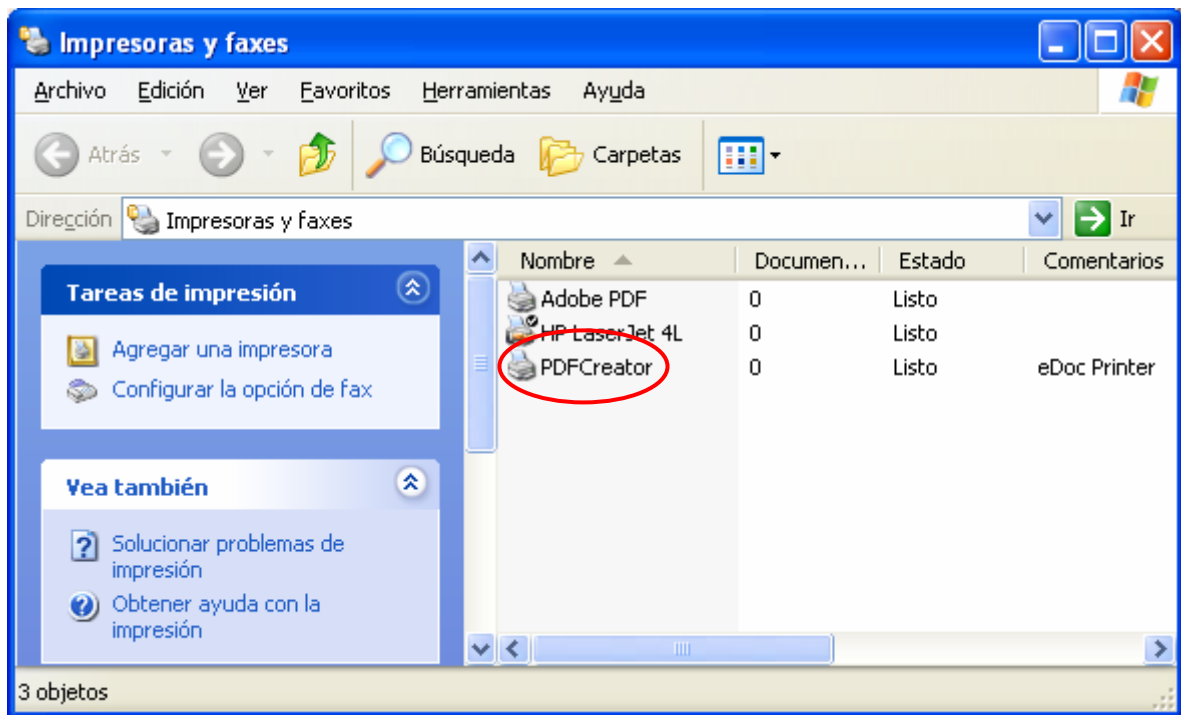 Impresoras y faxes
Archivo Edición Ver Favoritos Herramientas Ayuda
Atrás Búsqueda Carpetas
Dirección Impresoras y faxes Ir
Nombre Documen... Estado Comentarios
Adobe PDF 0 Listo
HP LaserJet 4L 0 Listo
PDFCreator 0 Listo eDoc Printer
Tareas de impresión
Agregar una impresora
Configurar la opción de fax
Vea también
Solucionar problemas de
impresión
Obtener ayuda con la
impresión
3 objetos